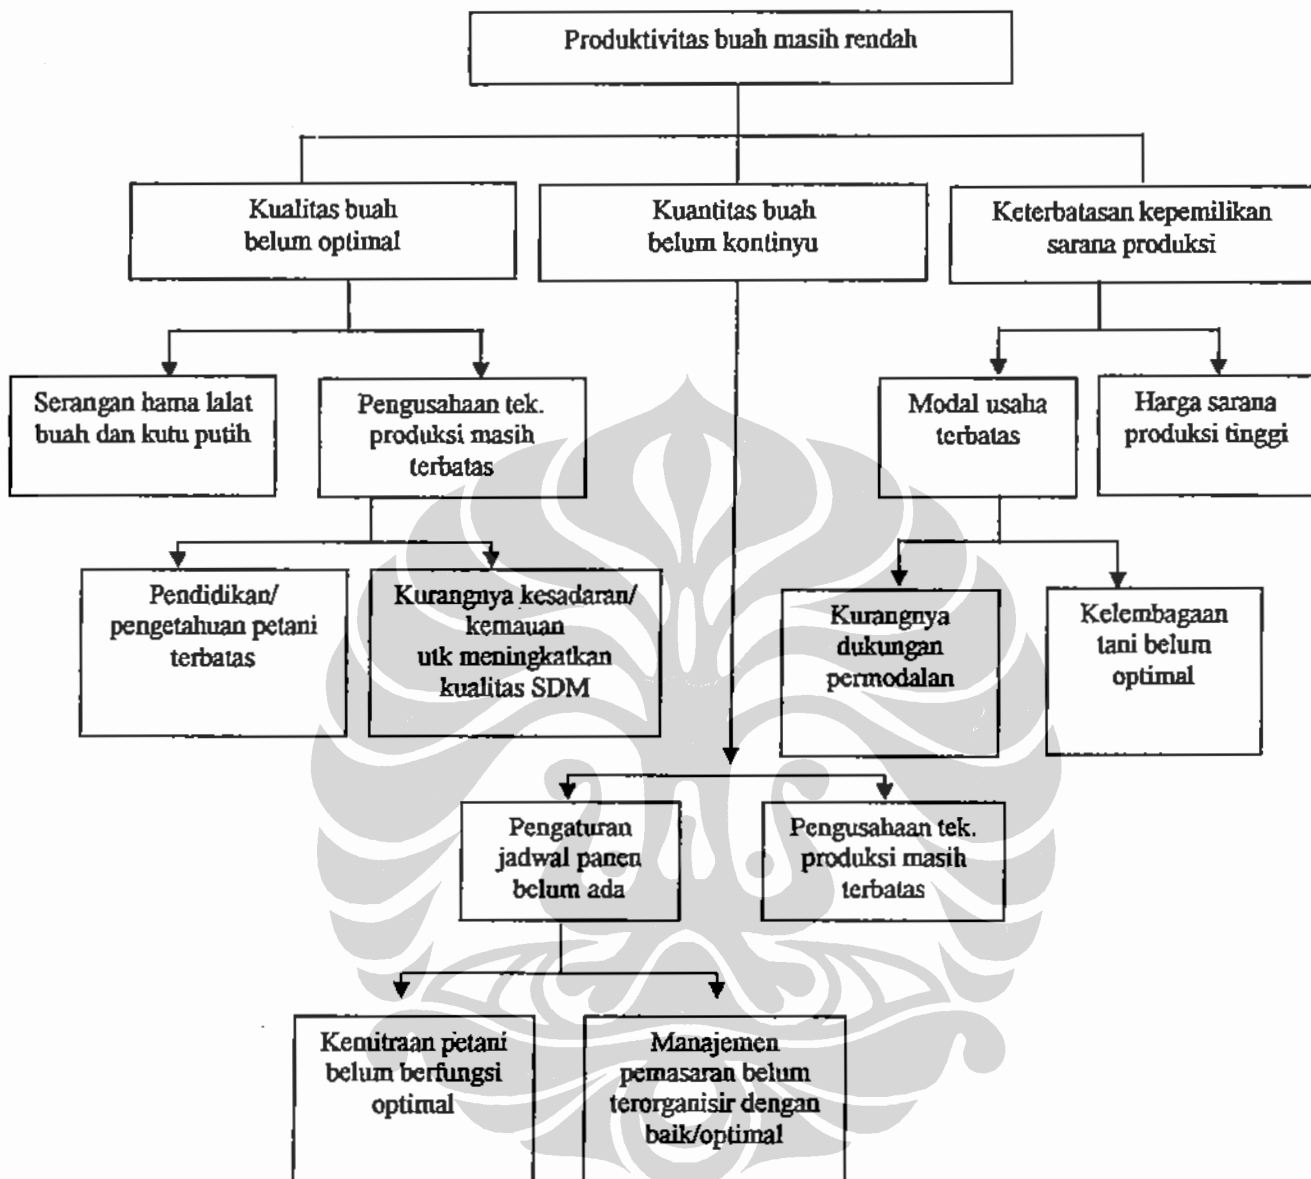 Produktivitas buah masih rendah
Kualitas buah
belum optimal
Kuantitas buah
belum kontinyu
Keterbatasan kepemilikan
sarana produksi
Serangan hama lalat
buah dan kutu putih
Pengusahaan tek.
produksi masih
terbatas
Modal usaha
terbatas
Harga sarana
produksi tinggi
Pendidikan/
pengetahuan petani
terbatas
Kurangnya kesadaran/
kemauan
utk meningkatkan
kualitas SDM
Kurangnya
dukungan
permodalan
Kelembagaan
tani belum
optimal
Pengaturan
jadwal panen
belum ada
Pengusahaan tek.
produksi masih
terbatas
Kemitraan petani
belum berfungsi
optimal
Manajemen
pemasaran belum
terorganisir dengan
baik/optimal